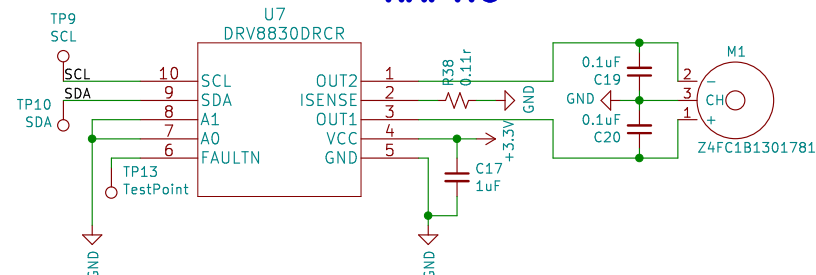 TP9
SCL
U7
DRV8830DRCR
SCL
10
SCL
OUT2
1
R38
0.11r
0.1uF
C19
2
M1
-
SDA
9
SDA
ISENSE
2
GND
GND
3
CH
TP10
SDA
8
A1
OUT1
3
0.1uF
C20
1
+
7
A0
VCC
4
+3.3V
Z4FC1B1301781
6
FAULTN
GND
5
TP13
TestPoint
C17
1uF
GND
GND